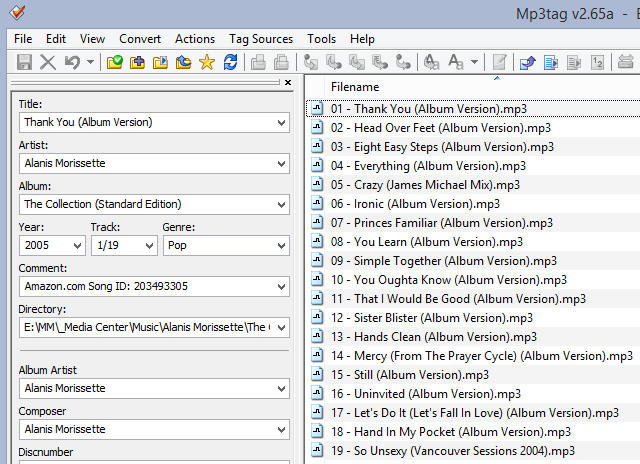 Mp3tag v2.65a -
File Edit View Convert Actions Tag Sources Tools Help
Title:
Thank You (Album Version)
Artist:
Alanis Morissette
Album:
The Collection (Standard Edition)
Year: Track: Genre:
2005 1/19 Pop
Comment:
Amazon.com Song ID: 203493305
Directory:
E:\MM\_Media Center\Music\Alanis Morissette\The
Album Artist
Alanis Morissette
Composer
Alanis Morissette
Discnumber
Filename
01 - Thank You (Album Version).mp3
02 - Head Over Feet (Album Version).mp3
03 - Eight Easy Steps (Album Version).mp3
04 - Everything (Album Version).mp3
05 - Crazy (James Michael Mix).mp3
06 - Ironic (Album Version).mp3
07 - Princes Familiar (Album Version).mp3
08 - You Learn (Album Version).mp3
09 - Simple Together (Album Version).mp3
10 - You Oughta Know (Album Version).mp3
11 - That I Would Be Good (Album Version).mp3
12 - Sister Blister (Album Version).mp3
13 - Hands Clean (Album Version).mp3
14 - Mercy (From The Prayer Cycle) (Album Version).mp3
15 - Still (Album Version).mp3
16 - Uninvited (Album Version).mp3
17 - Let's Do It (Let's Fall In Love) (Album Version).mp3
18 - Hand In My Pocket (Album Version).mp3
19 - So Unsexy (Vancouver Sessions 2004).mp3